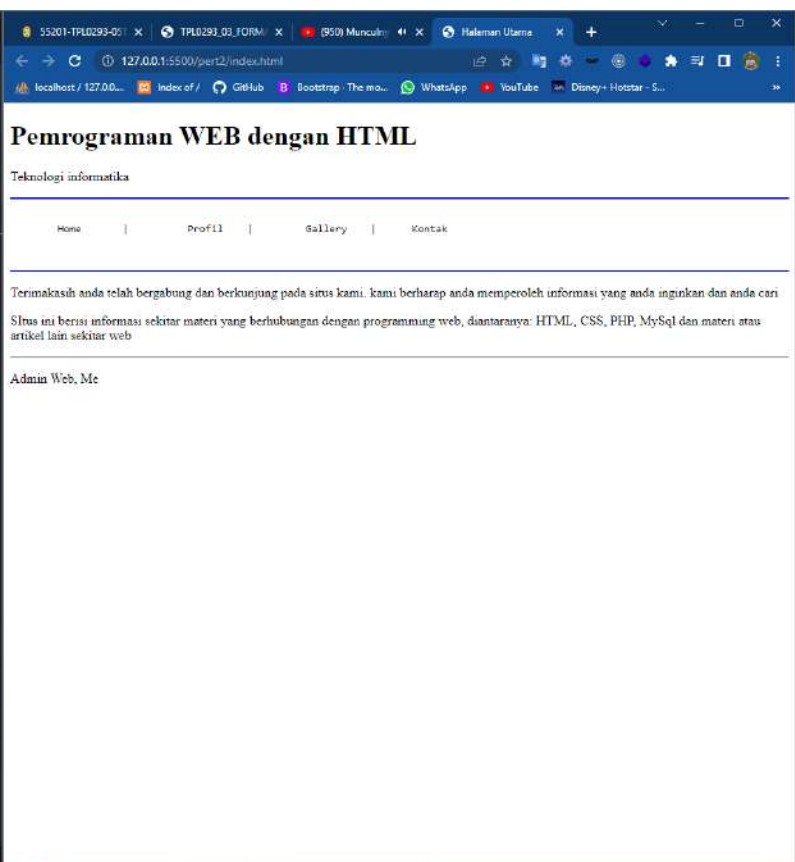 55201-TPL0293-05
TPL0293_03_FORM
(950) Muncul
Halaman Utama
127.0.0.1:5500/pert2/index.html
localhost / 127.0.0...
Index of /
GitHub
Bootstrap · The mo...
WhatsApp
YouTube
Disney+ Hotstar - S...
Pemrograman WEB dengan HTML
Teknologi informatika
Home | Profil | Gallery | Kontak
Terimakasih anda telah bergabung dan berkunjung pada situs kami. kami berharap anda memperoleh informasi yang anda inginkan dan anda cari
SItus ini berisi informasi sekitar materi yang berhubungan dengan programming web, diantaranya: HTML, CSS, PHP, MySql dan materi atau
artikel lain sekitar web
Admin Web, Me